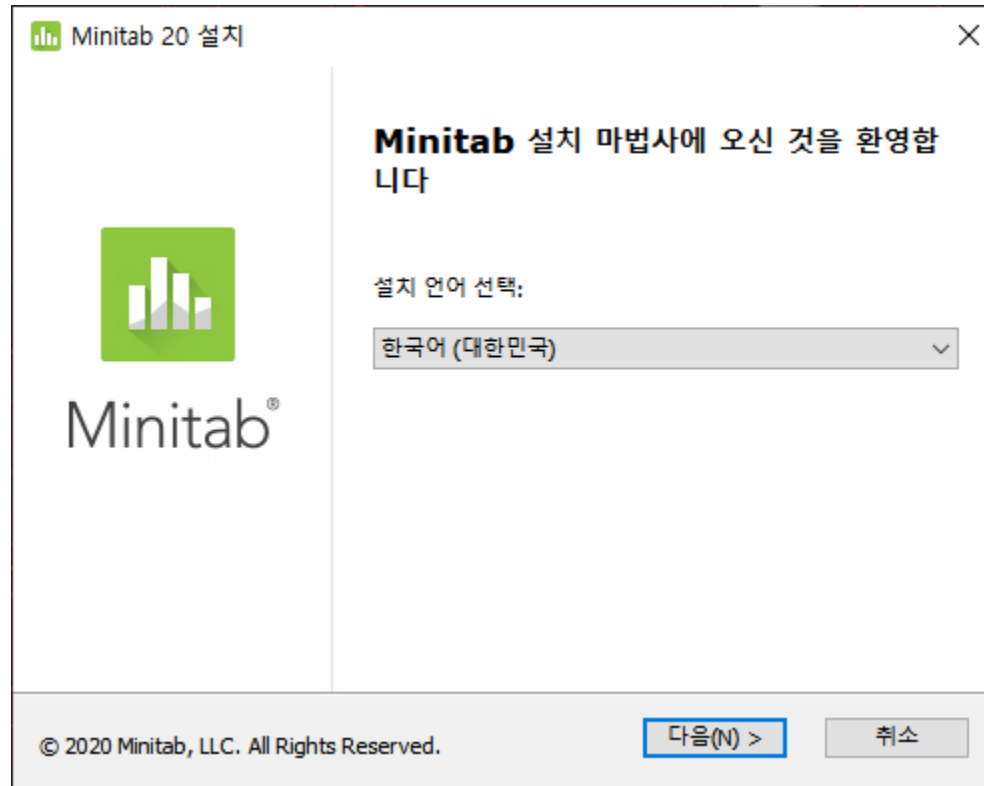 Minitab 20 설치
Minitab 설치 마법사에 오신 것을 환영합
니다
설치 언어 선택:
한국어 (대한민국)
Minitab®
© 2020 Minitab, LLC. All Rights Reserved.
다음(N) >
취소